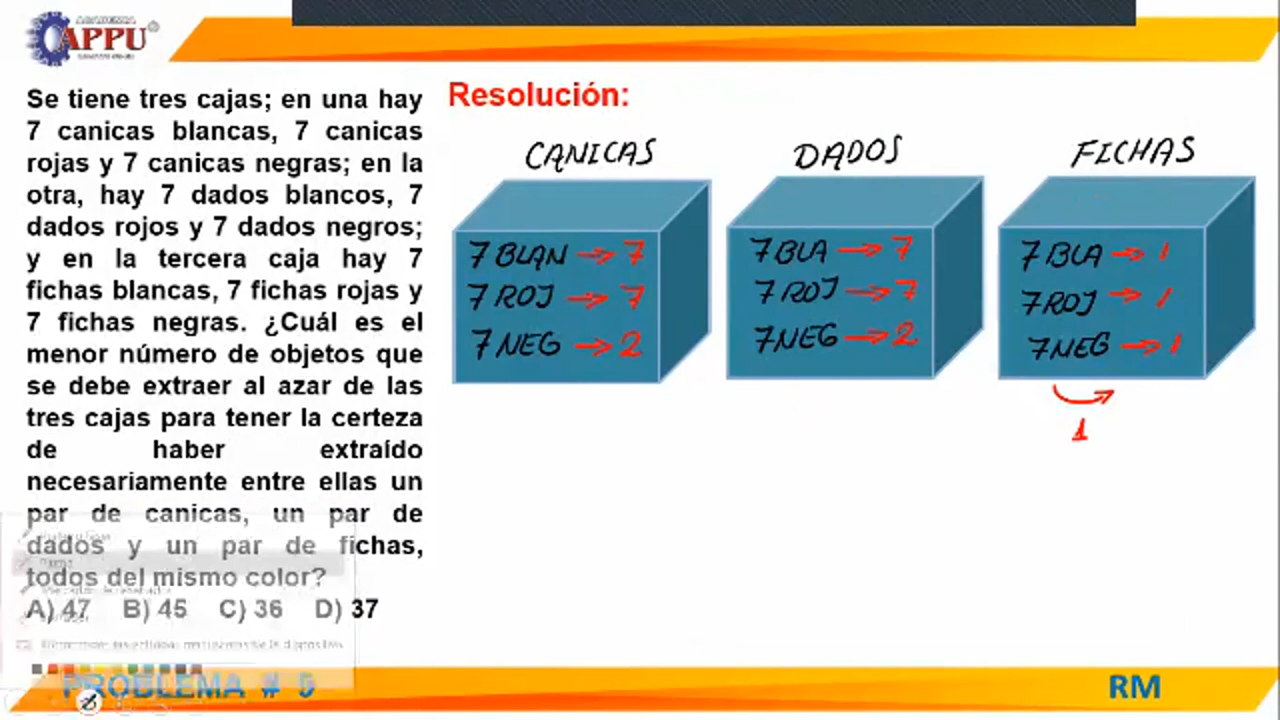 ACADEMIA
APPU
Se tiene tres cajas; en una hay
7 canicas blancas, 7 canicas
rojas y 7 canicas negras; en la
otra, hay 7 dados blancos, 7
dados rojos y 7 dados negros;
y en la tercera caja hay 7
fichas blancas, 7 fichas rojas y
7 fichas negras. ¿Cuál es el
menor número de objetos que
se debe extraer al azar de las
tres cajas para tener la certeza
de haber extraído
necesariamente entre ellas un
par de canicas, un par de
dados y un par de fichas,
todos del mismo color?
A) 47 B) 45 C) 36 D) 37
Resolución:
CANICAS
7 BLAN → 7
7 ROJ → 7
7 NEG → 2
DADOS
7 BLA → 7
7 ROJ → 7
7 NEG → 2
FICHAS
7 BLA → 1
7 ROJ → 1
7 NEG → 1
1
PROBLEMA # 9
RM